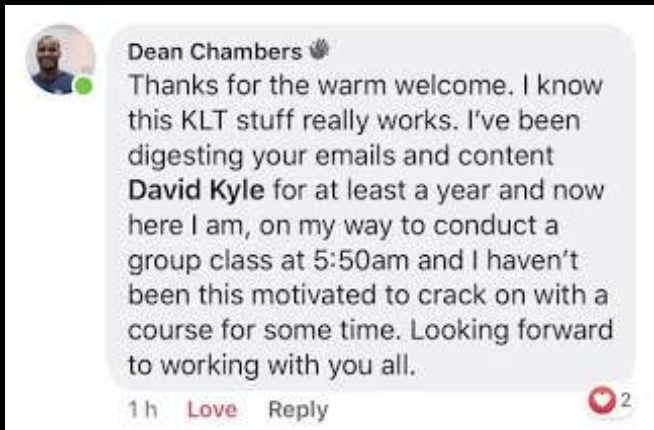 Dean Chambers 👋
Thanks for the warm welcome. I know
this KLT stuff really works. I've been
digesting your emails and content
David Kyle for at least a year and now
here I am, on my way to conduct a
group class at 5:50am and I haven't
been this motivated to crack on with a
course for some time. Looking forward
to working with you all.
1 h Love Reply 2